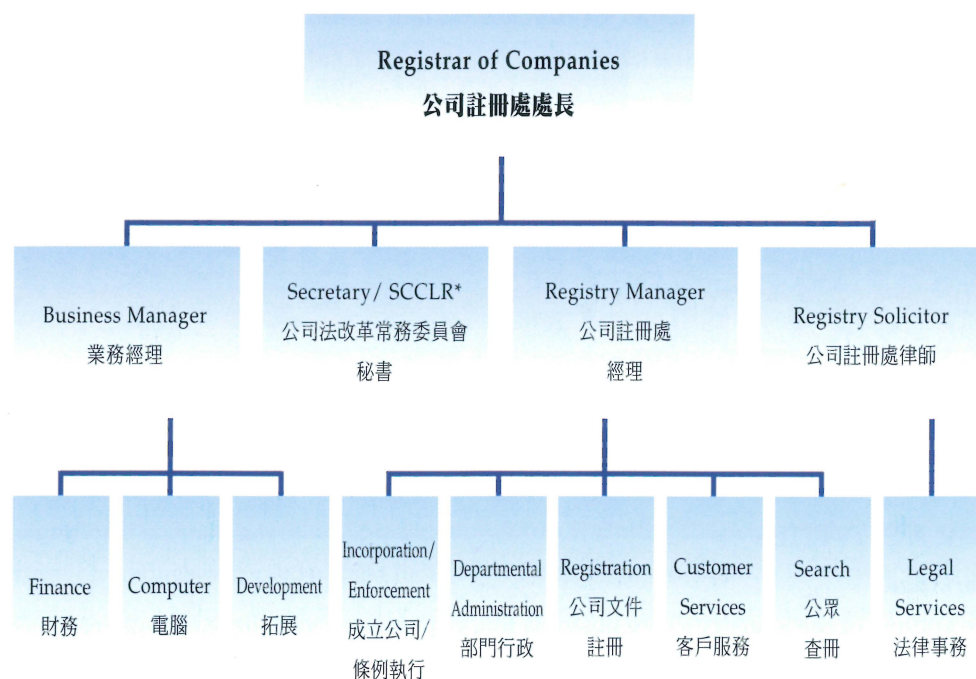 Registrar of Companies
公司註冊處處長
Business Manager
業務經理
Secretary/ SCCLR*
公司法改革常務委員會
秘書
Registry Manager
公司註冊處
經理
Registry Solicitor
公司註冊處律師
Finance
財務
Computer
電腦
Development
拓展
Incorporation/
Enforcement
成立公司/
條例執行
Departmental
Administration
部門行政
Registration
公司文件
註冊
Customer
Services
客戶服務
Search
公眾
查冊
Legal
Services
法律事務